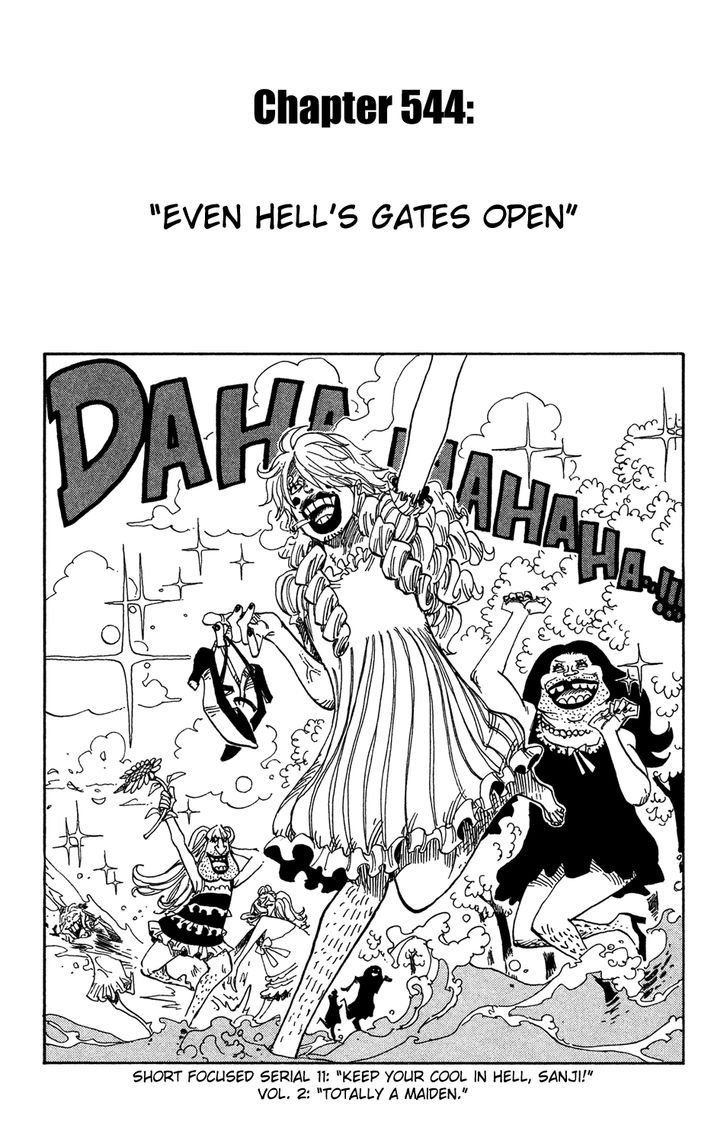 Chapter 544:
"EVEN HELL'S GATES OPEN"
DAHAHAHAHAHAHA...!!!
SHORT FOCUSED SERIAL 11: "KEEP YOUR COOL IN HELL, SANJI!"
VOL. 2: "TOTALLY A MAIDEN."